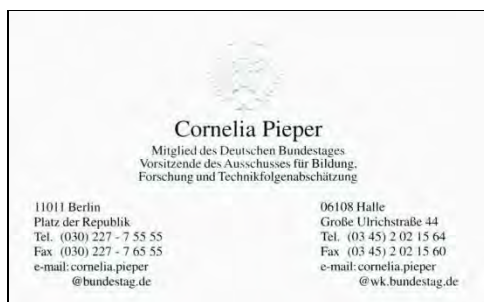 Cornelia Pieper
Mitglied des Deutschen Bundestages
Vorsitzende des Ausschusses für Bildung,
Forschung und Technikfolgenabschätzung
11011 Berlin
Platz der Republik
Tel. (030) 227 - 7 55 55
Fax (030) 227 - 7 65 55
e-mail: cornelia.pieper
@bundestag.de
06108 Halle
Große Ulrichstraße 44
Tel. (03 45) 2 02 15 64
Fax (03 45) 2 02 15 60
e-mail: cornelia.pieper
@wk.bundestag.de